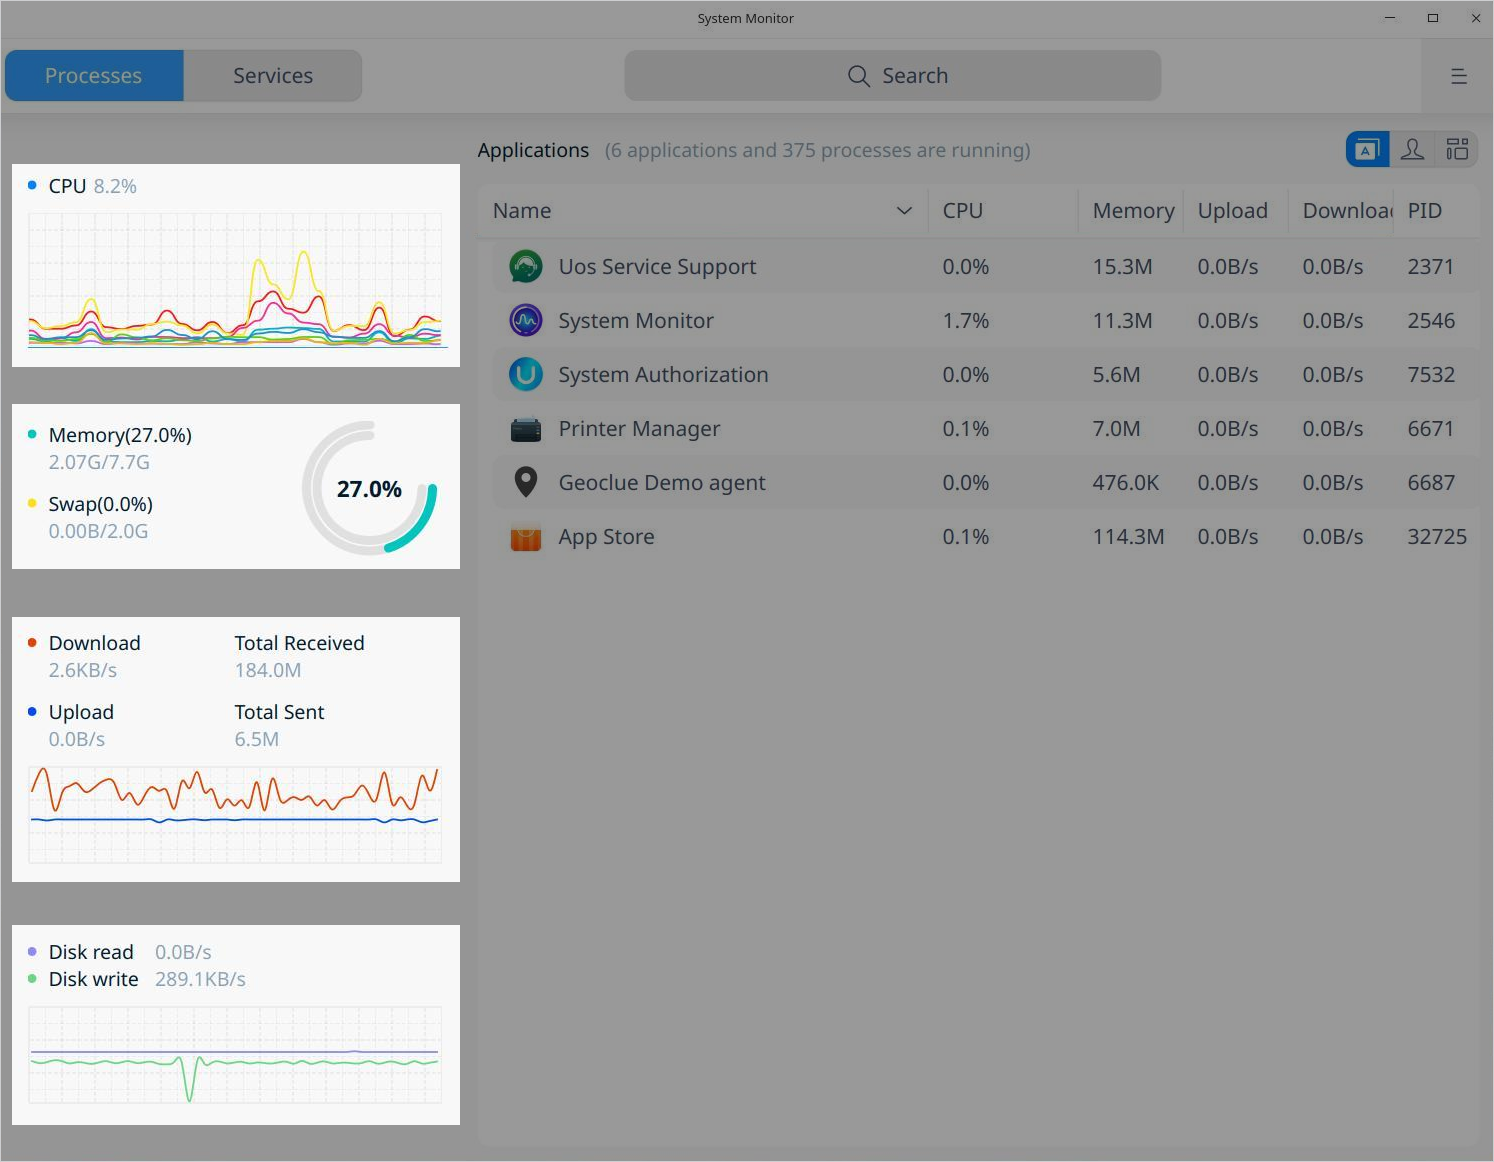 System Monitor
Processes Services Search
Applications (6 applications and 375 processes are running)
CPU 8.2%
Memory(27.0%)
2.07G/7.7G
Swap(0.0%)
0.00B/2.0G
27.0%
Download Total Received
2.6KB/s 184.0M
Upload Total Sent
0.0B/s 6.5M
Disk read 0.0B/s
Disk write 289.1KB/s
Name CPU Memory Upload Downloa PID
Uos Service Support 0.0% 15.3M 0.0B/s 0.0B/s 2371
System Monitor 1.7% 11.3M 0.0B/s 0.0B/s 2546
System Authorization 0.0% 5.6M 0.0B/s 0.0B/s 7532
Printer Manager 0.1% 7.0M 0.0B/s 0.0B/s 6671
Geoclue Demo agent 0.0% 476.0K 0.0B/s 0.0B/s 6687
App Store 0.1% 114.3M 0.0B/s 0.0B/s 32725